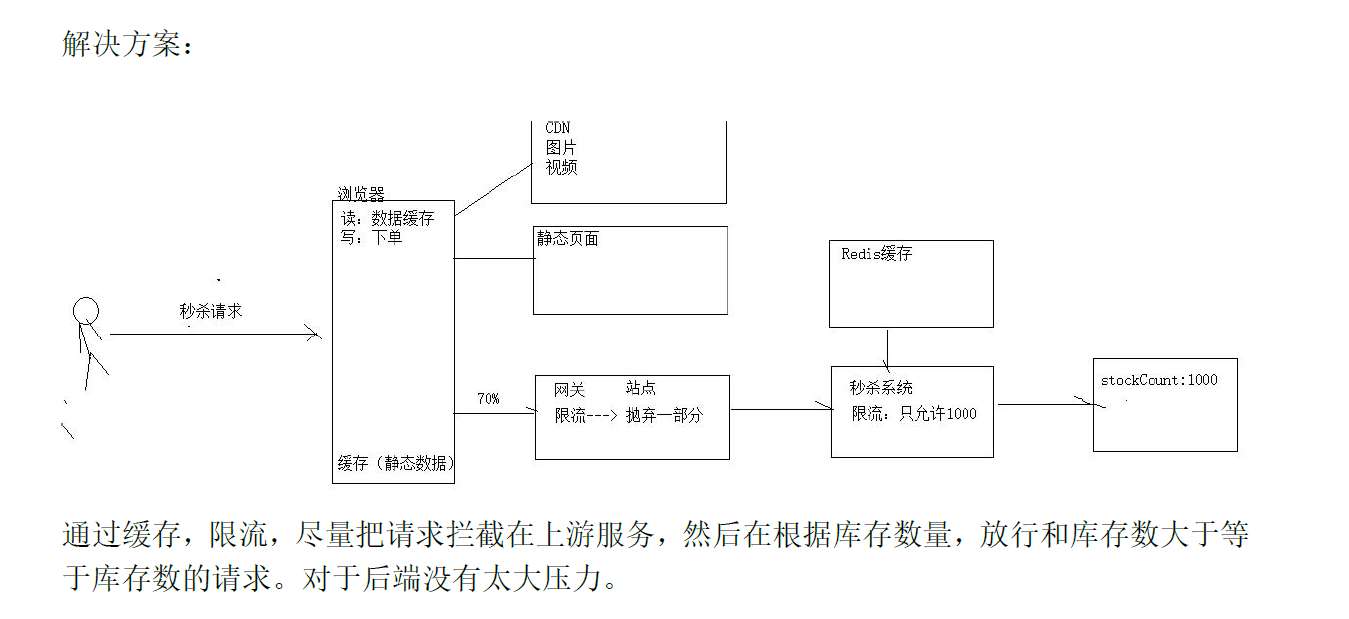 解决方案：
CDN
图片
视频
浏览器
读：数据缓存
写：下单
静态页面
Redis缓存
秒杀请求
网关 站点
限流---> 抛弃一部分
70%
秒杀系统
限流：只允许1000
stockCount:1000
缓存（静态数据）
通过缓存，限流，尽量把请求拦截在上游服务，然后在根据库存数量，放行和库存数大于等
于库存数的请求。对于后端没有太大压力。